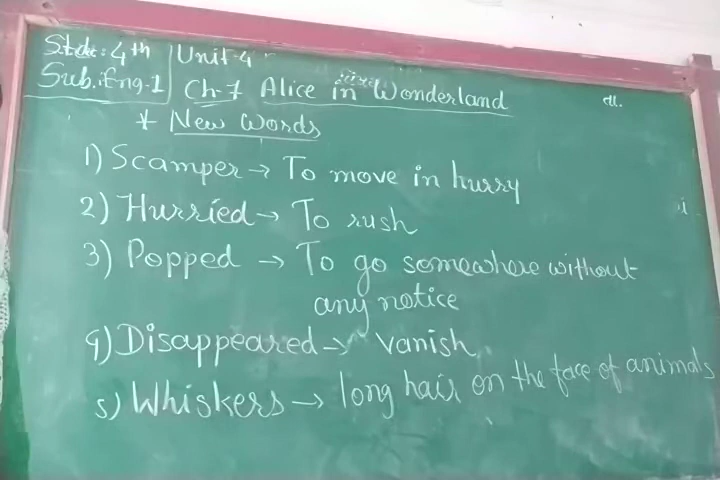 Std: 4th Unit-4
Sub.:Eng-1 Ch-7 Alice in Wonderland
* New Words
1) Scamper → To move in hurry
2) Hurried → To rush
3) Popped → To go somewhere without
any notice
4) Disappeared → Vanish
5) Whiskers → long hair on the face of animals